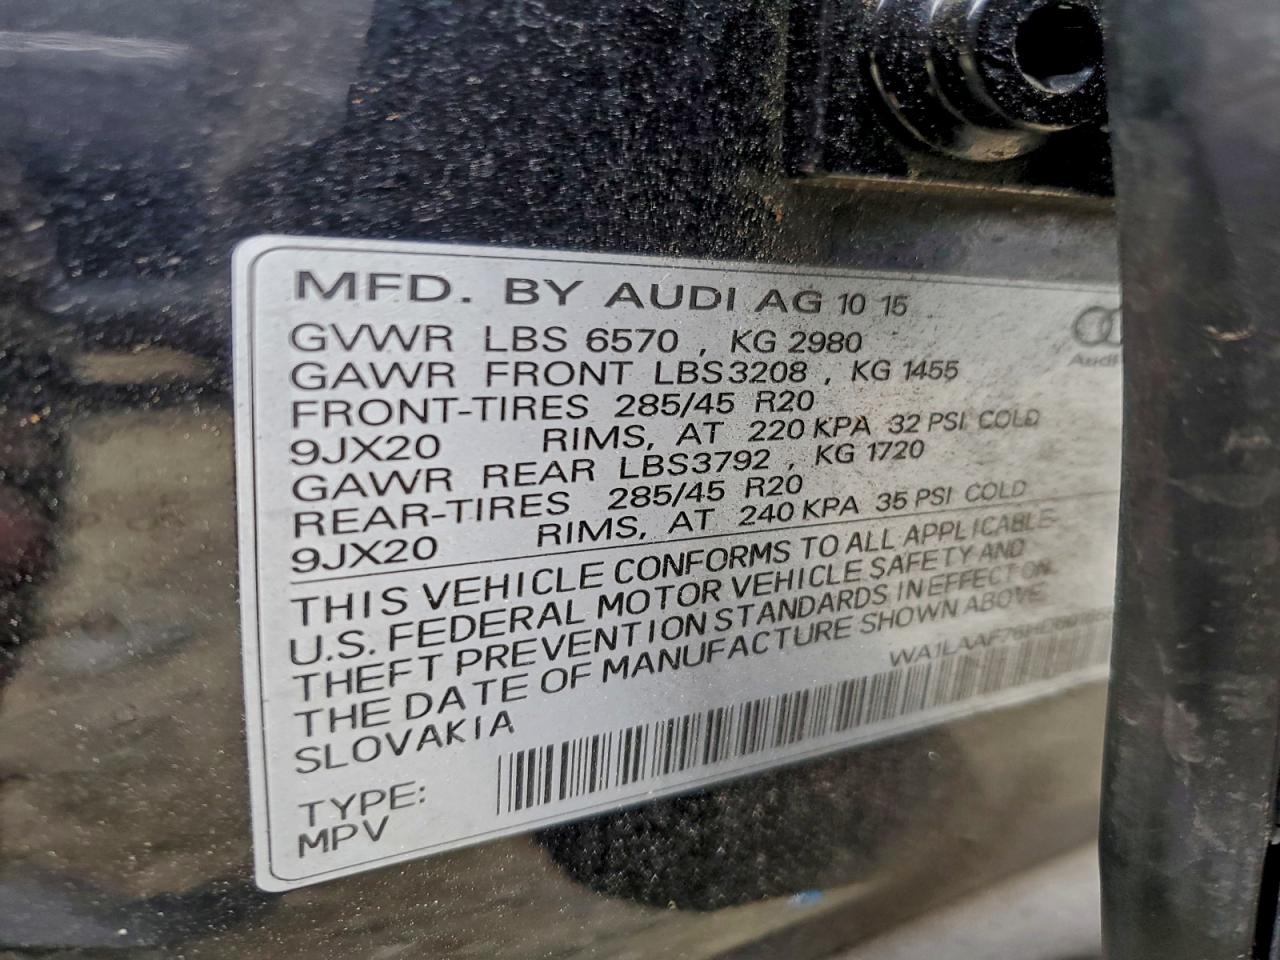 MFD. BY AUDI AG 10 15
Audi
GVWR LBS 6570 , KG 2980
GAWR FRONT LBS3208 , KG 1455
FRONT-TIRES 285/45 R20
9JX20 RIMS, AT 220 KPA 32 PSI COLD
GAWR REAR LBS3792 , KG 1720
REAR-TIRES 285/45 R20
9JX20 RIMS, AT 240 KPA 35 PSI COLD
THIS VEHICLE CONFORMS TO ALL APPLICABLE
U.S. FEDERAL MOTOR VEHICLE SAFETY AND
THEFT PREVENTION STANDARDS IN EFFECT ON
THE DATE OF MANUFACTURE SHOWN ABOVE
SLOVAKIA
TYPE:
MPV